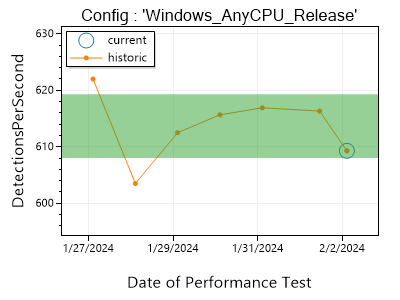 Config : 'Windows_AnyCPU_Release'
630
620
610
600
DetectionsPerSecond
current
historic
1/27/2024 1/29/2024 1/31/2024 2/2/2024
Date of Performance Test